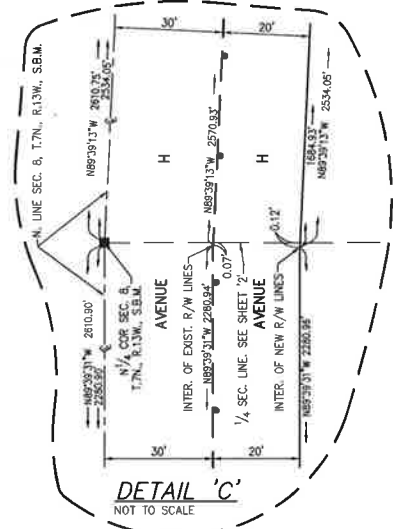 30'
20'
N. LINE SEC. 8, T.7N., R.13W., S.B.M.
N89°39'13"W 2610.75'
2534.05'
N89°39'13"W 2570.93'
1684.93'
N89°39'13"W 2534.05'
H
H
N89°39'31"W 2610.90'
2280.95'
N1/4 COR SEC. 8,
T.7N., R.13W., S.B.M.
AVENUE
INTER. OF EXIST. R/W LINES
N89°39'31"W 2280.94'
0.07'
1/4 SEC. LINE. SEE SHEET '2'
AVENUE
INTER. OF NEW R/W LINES
0.12'
N89°39'31"W 2280.95'
30'
20'
DETAIL 'C'
NOT TO SCALE